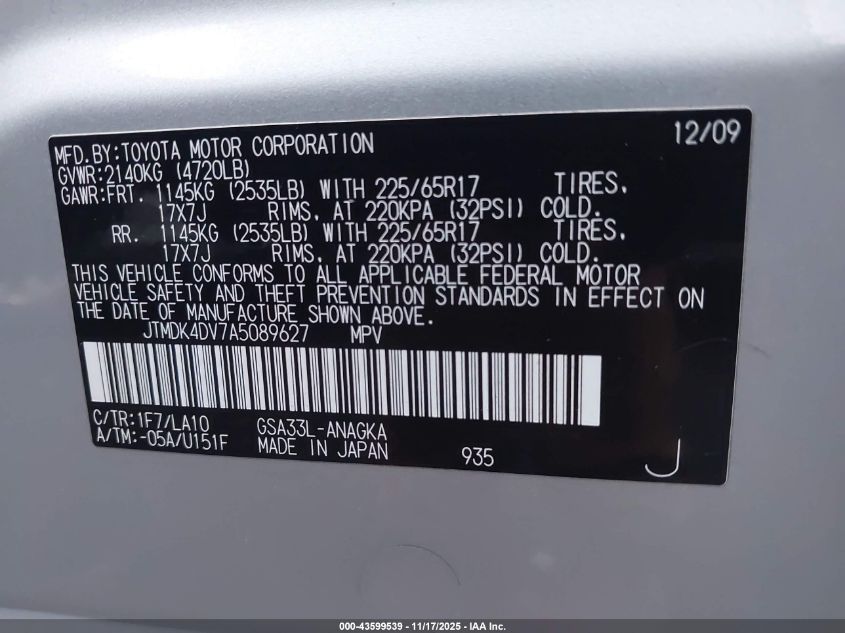 12/09
MFD.BY:TOYOTA MOTOR CORPORATION
GVWR:2140KG (4720LB)
GAWR:FRT. 1145KG (2535LB) WITH 225/65R17 TIRES,
17X7J RIMS, AT 220KPA (32PSI) COLD.
RR. 1145KG (2535LB) WITH 225/65R17 TIRES,
17X7J RIMS, AT 220KPA (32PSI) COLD.
THIS VEHICLE CONFORMS TO ALL APPLICABLE FEDERAL MOTOR
VEHICLE SAFETY AND THEFT PREVENTION STANDARDS IN EFFECT ON
THE DATE OF MANUFACTURE SHOWN ABOVE.
JTMDK4DV7A5089627 MPV
C/TR:1F7/LA10 GSA33L-ANAGKA
A/TM:-05A/U151F MADE IN JAPAN 935 J
000-43599539 - 11/17/2025 - IAA Inc.